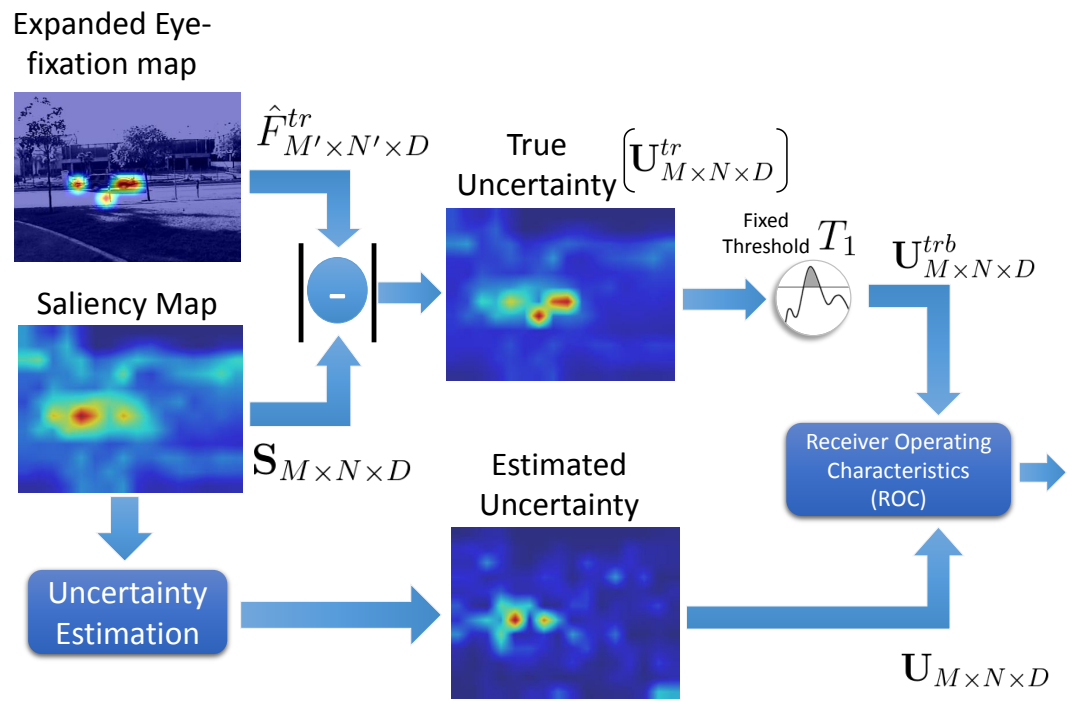 Expanded Eye-
fixation map
$\hat{F}^{tr}_{M' \times N' \times D}$
True
Uncertainty
$\left[\mathbf{U}^{tr}_{M \times N \times D}\right]$
Fixed
Threshold $T_1$
$\mathbf{U}^{trb}_{M \times N \times D}$
-
Saliency Map
$\mathbf{S}_{M \times N \times D}$
Receiver Operating
Characteristics
(ROC)
Estimated
Uncertainty
Uncertainty
Estimation
$\mathbf{U}_{M \times N \times D}$